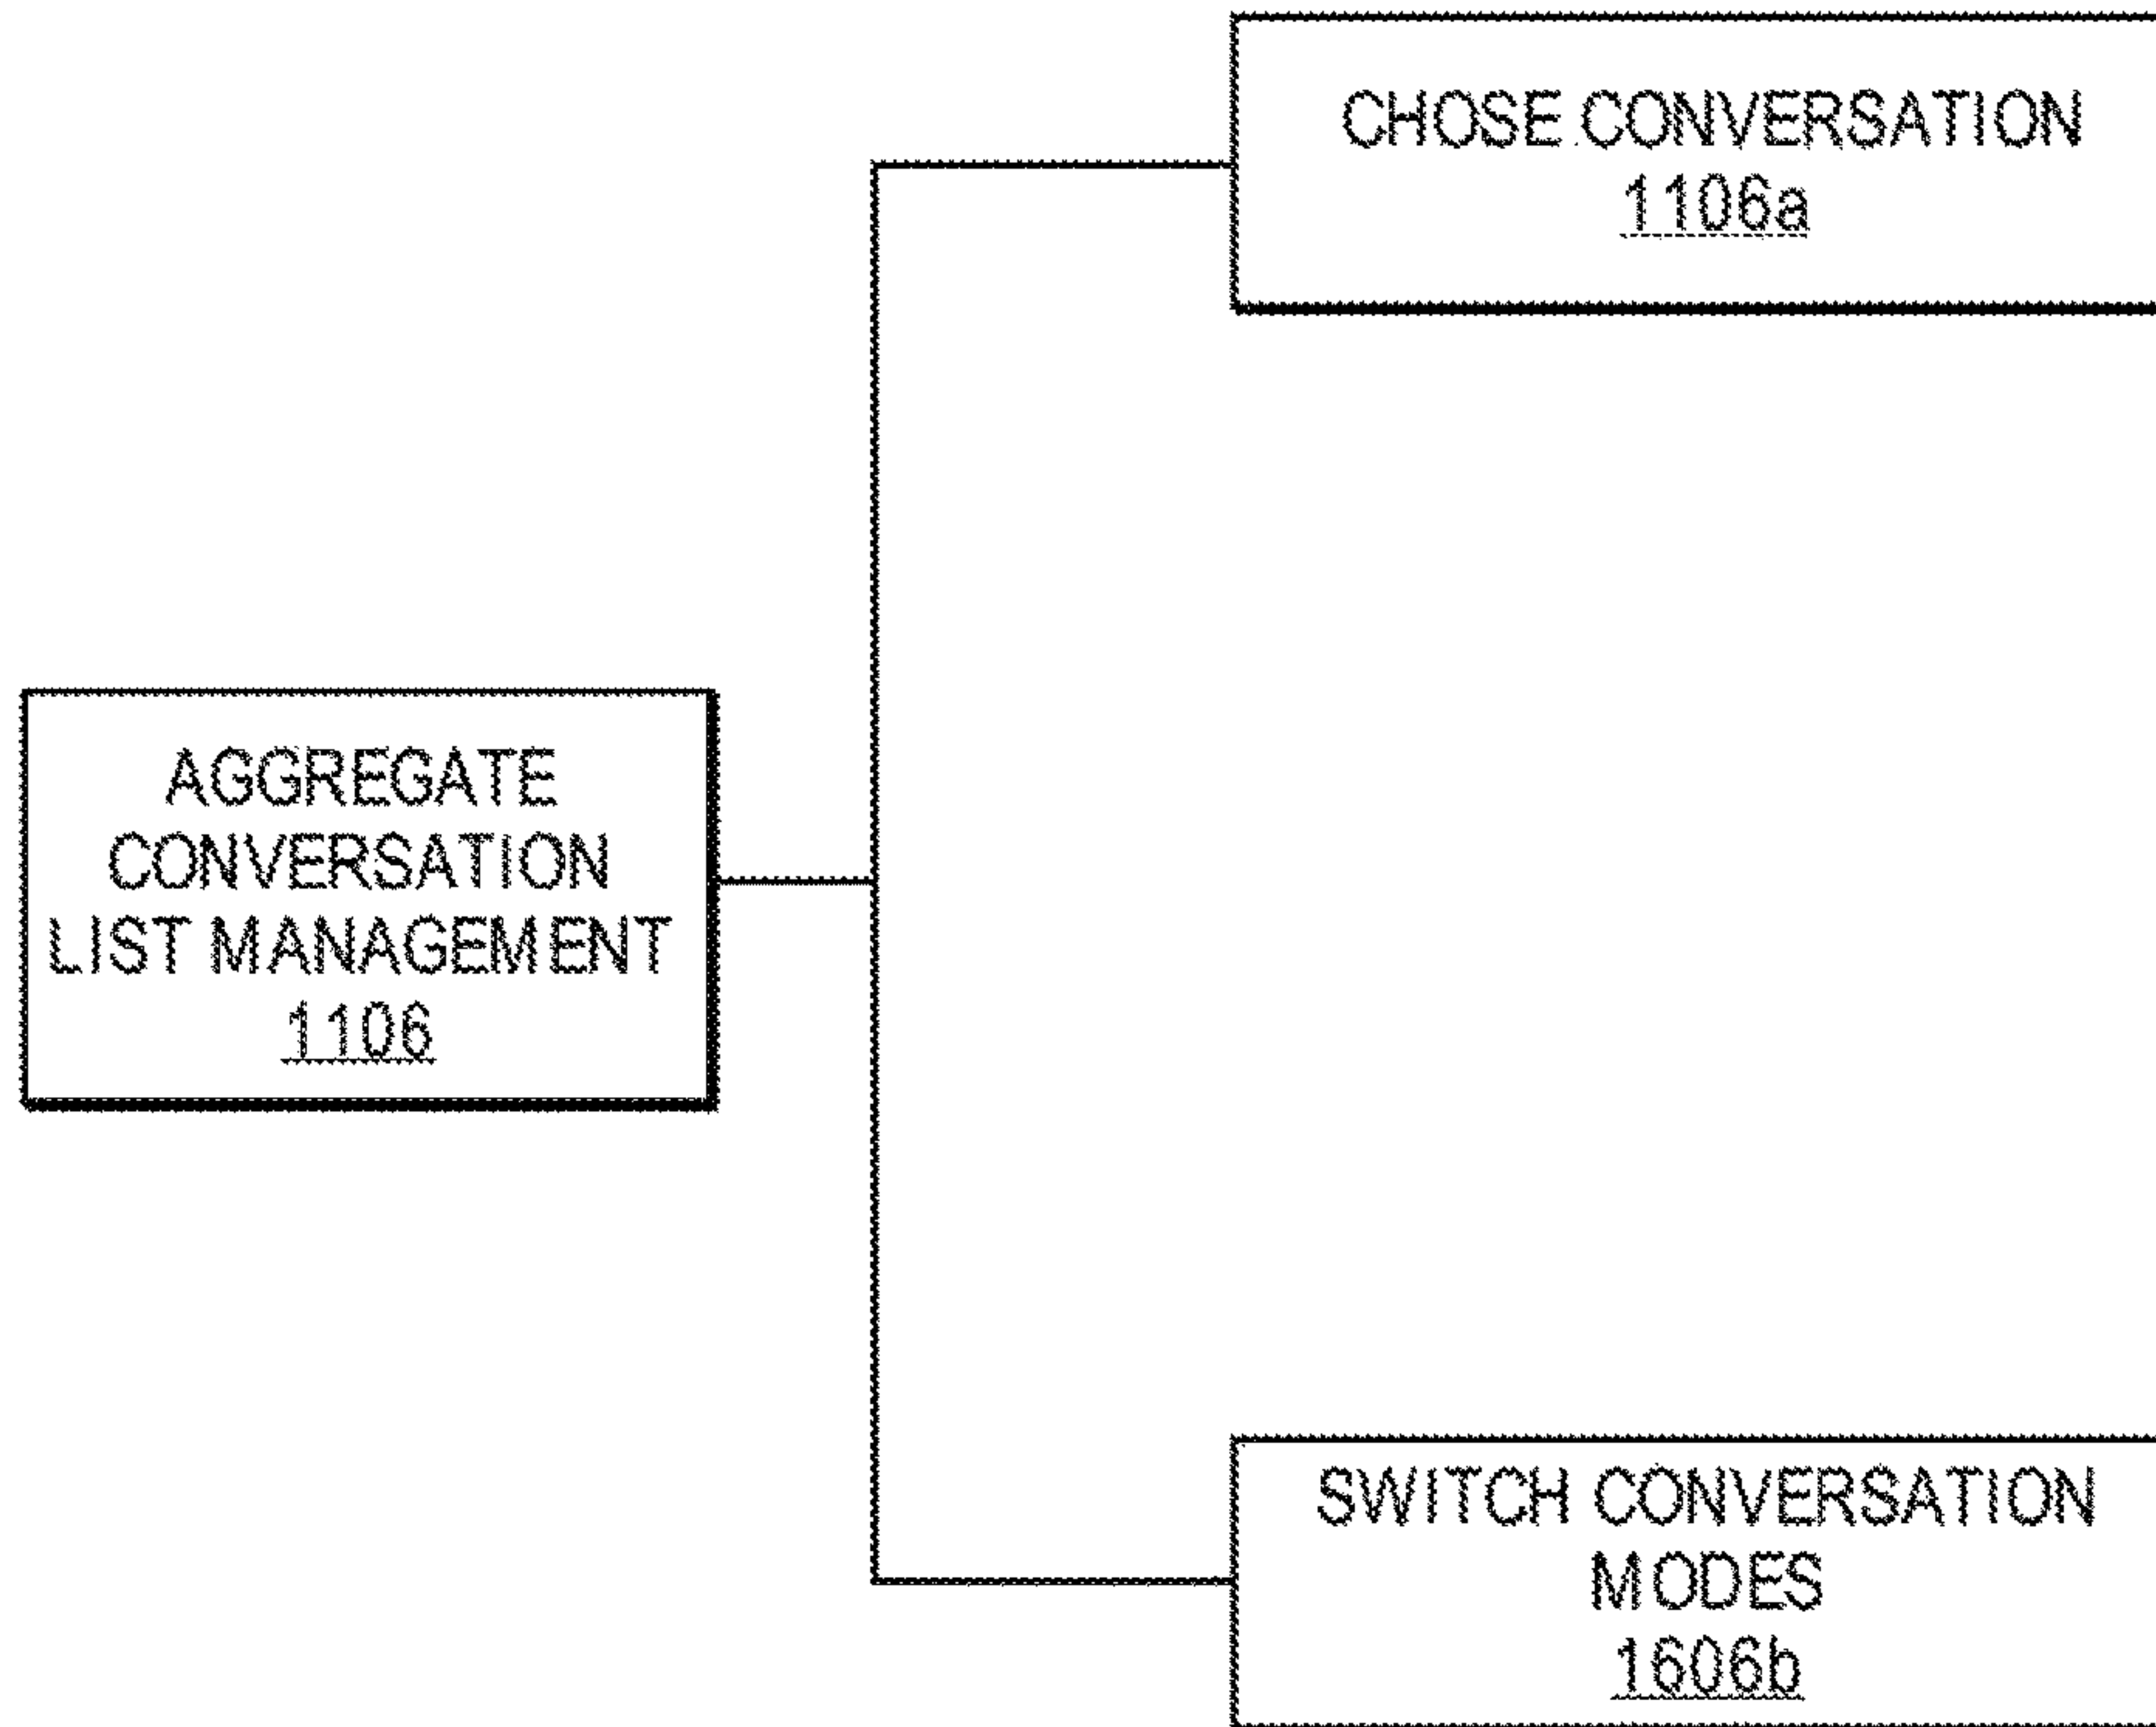 CHOSE CONVERSATION
1106a
AGGREGATE
CONVERSATION
LIST MANAGEMENT
1106
SWITCH CONVERSATION
MODES
1606b